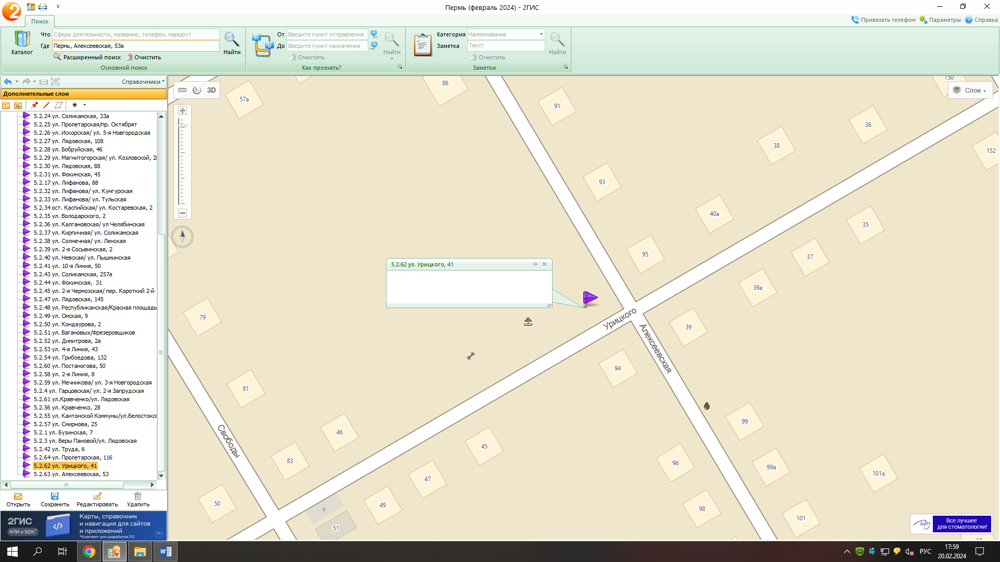 Пермь (февраль 2024) - 2ГИС
Поиск
Привязать телефон
Параметры
Справка
Каталог
Что
Сфера деятельности, название, телефон, маршрут
Где
Пермь, Алексеевская, 53а
Расширенный поиск
Очистить
Найти
Основной поиск
От
Введите пункт отправления
До
Введите пункт назначения
Очистить
Найти
Как проехать?
Категория
Наименование
Заметка
Текст
Очистить
Найти
Заметки
Справочники
Дополнительные слои
5.2.24 ул. Соликамская, 33а
5.2.25 ул. Пролетарская/пр. Октябрят
5.2.26 ул. Искорская/ ул. 5-я Новгородская
5.2.27 ул. Лядовская, 108
5.2.28 ул. Бобруйская, 46
5.2.29 ул. Магнитогорская/ ул. Козловской, 28
5.2.30 ул. Лядовская, 88
5.2.31 ул. Фокинская, 45
5.2.17 ул. Лифанова, 88
5.2.32 ул. Лифанова/ ул. Кунгурская
5.2.33 ул. Лифанова/ ул. Тульская
5.2.34 ост. Каспийская/ ул. Костаревская, 2
5.2.35 ул. Володарского, 2
5.2.36 ул. Калгановская/ ул Челябинская
5.2.37 ул. Кирпичная/ ул. Соликамская
5.2.38 ул. Солнечная/ ул. Ленская
5.2.39 ул. 2-я Сосьвинская, 2
5.2.40 ул. Невская/ ул. Пышминская
5.2.41 ул. 10-я Линия, 50
5.2.43 ул. Соликамская, 257а
5.2.44 ул. Фокинская, 31
5.2.45 ул. 2-я Чермозская/ пер. Короткий 2-й
5.2.47 ул. Лядовская, 145
5.2.48 ул. Республиканская/Красная площадь
5.2.49 ул. Омская, 9
5.2.50 ул. Кондаурова, 2
5.2.51 ул. Вагановых/Фрезеровщиков
5.2.52 ул. Димитрова, 2а
5.2.53 ул. 4-я Линия, 43
5.2.54 ул. Грибоедова, 132
5.2.60 ул. Постаногова, 50
5.2.58 ул. 2-я Линия, 8
5.2.59 ул. Мечникова/ ул. 3-я Новгородская
5.2.4 ул. Гарцовская/ ул. 2-я Запрудская
5.2.61 ул.Кравченко/ул. Лядовская
5.2.56 ул. Кравченко, 28
5.2.55 ул. Кантонской Коммуны/ул.Белостокск
5.2.57 ул. Смирнова, 25
5.2.1 ул. Бузинская, 7
5.2.3 ул. Веры Пановой/ул. Лядовская
5.2.42 ул. Труда, 6
5.2.64 ул. Пролетарская, 116
5.2.62 ул. Урицкого, 41
5.2.63 ул. Алексеевская, 53
Открыть
Сохранить
Редактировать
Удалить
2ГИС
АПИ и SDK*
Карты, справочник
и навигация для сайтов
и приложений
*Комплект для разработки ПО
18+
3D
Слои
5.2.62 ул. Урицкого, 41
57а
86
91
150
36
38
152
93
40а
35
95
37
39а
79
Урицкого
39
Алексеевская
94
81
99
46
Свободы
45
83
96
99а
101а
47
50
49
P
98
101
51
Все лучшее
для стоматологии!
W
РУС
17:59
20.02.2024